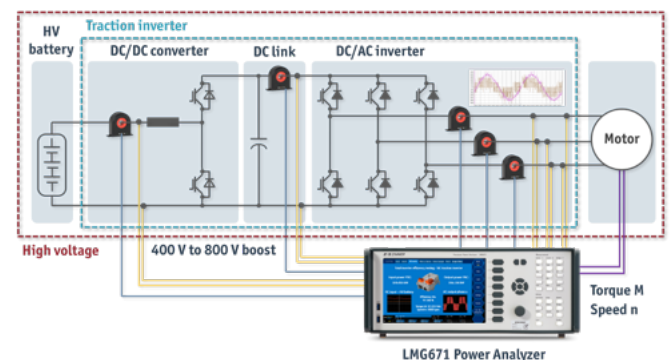 HV
battery
Traction inverter
DC/DC converter
DC link
DC/AC inverter
Motor
High voltage
400 V to 800 V boost
Torque M
Speed n
LMG671 Power Analyzer